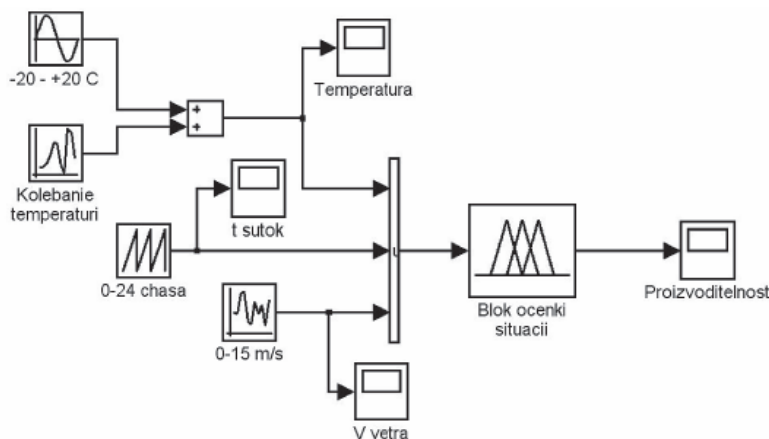 -20 - +20 C
+
+
Temperatura
Kolebanie
temperaturi
t sutok
0-24 chasa
0-15 m/s
V vetra
Blok ocenki
situacii
Proizvoditelnost